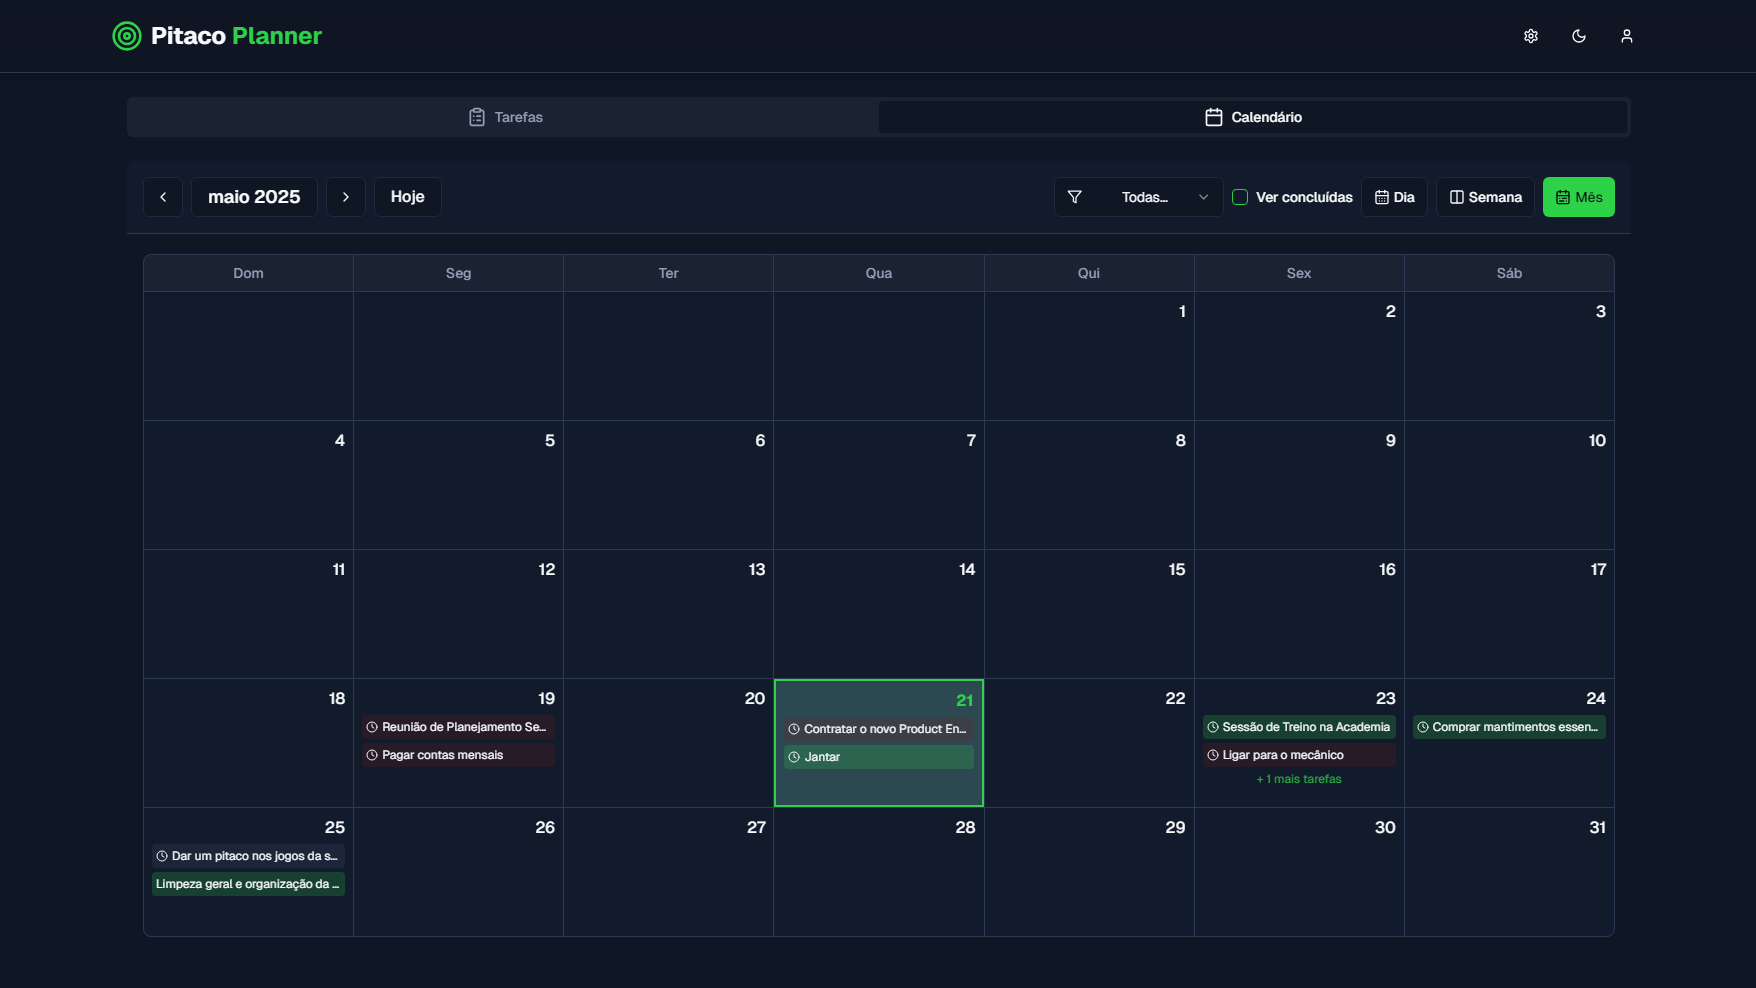 Pitaco Planner
Tarefas
Calendário
maio 2025
Hoje
Todas...
Ver concluídas
Dia
Semana
Mês
Dom Seg Ter Qua Qui Sex Sáb
1 2 3
4 5 6 7 8 9 10
11 12 13 14 15 16 17
18 19 20 21 22 23 24
Reunião de Planejamento Se...
Pagar contas mensais
Contratar o novo Product En...
Jantar
Sessão de Treino na Academia
Ligar para o mecânico
+ 1 mais tarefas
Comprar mantimentos essen...
25 26 27 28 29 30 31
Dar um pitaco nos jogos da s...
Limpeza geral e organização da ...